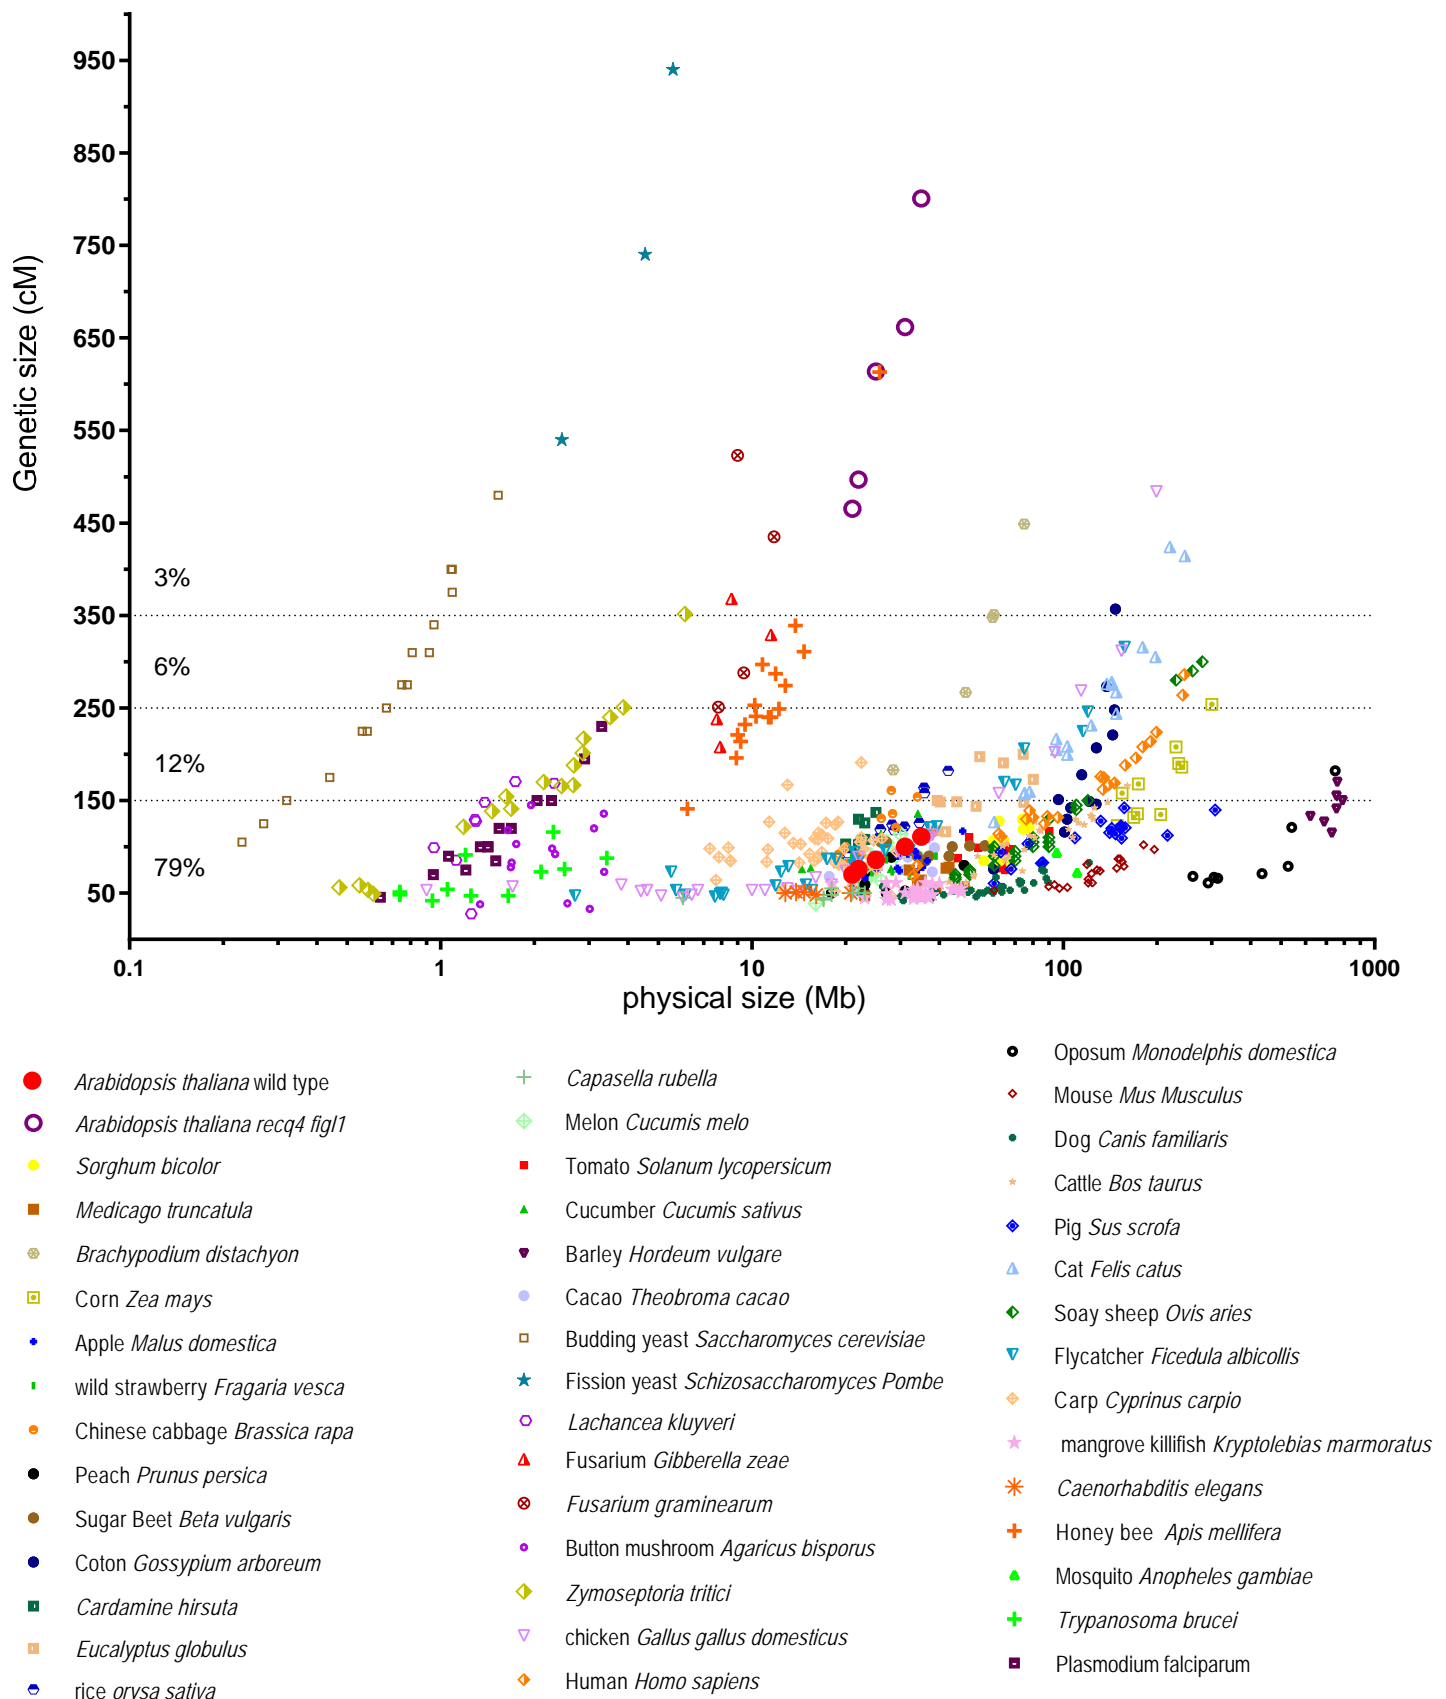 950
850
750
650
550
450
350
250
150
50
Genetic size (cM)
3%
6%
12%
79%
0.1
1
10
100
1000
physical size (Mb)
Arabidopsis thaliana wild type
Arabidopsis thaliana recq4 figl1
Sorghum bicolor
Medicago truncatula
Brachypodium distachyon
Corn Zea mays
Apple Malus domestica
wild strawberry Fragaria vesca
Chinese cabbage Brassica rapa
Peach Prunus persica
Sugar Beet Beta vulgaris
Coton Gossypium arboreum
Cardamine hirsuta
Eucalyptus globulus
rice orysa sativa
Capasella rubella
Melon Cucumis melo
Tomato Solanum lycopersicum
Cucumber Cucumis sativus
Barley Hordeum vulgare
Cacao Theobroma cacao
Budding yeast Saccharomyces cerevisiae
Fission yeast Schizosaccharomyces Pombe
Lachancea kluyveri
Fusarium Gibberella zeae
Fusarium graminearum
Button mushroom Agaricus bisporus
Zymoseptoria tritici
chicken Gallus gallus domesticus
Human Homo sapiens
Oposum Monodelphis domestica
Mouse Mus Musculus
Dog Canis familiaris
Cattle Bos taurus
Pig Sus scrofa
Cat Felis catus
Soay sheep Ovis aries
Flycatcher Ficedula albicollis
Carp Cyprinus carpio
mangrove killifish Kryptolebias marmoratus
Caenorhabditis elegans
Honey bee Apis mellifera
Mosquito Anopheles gambiae
Trypanosoma brucei
Plasmodium falciparum